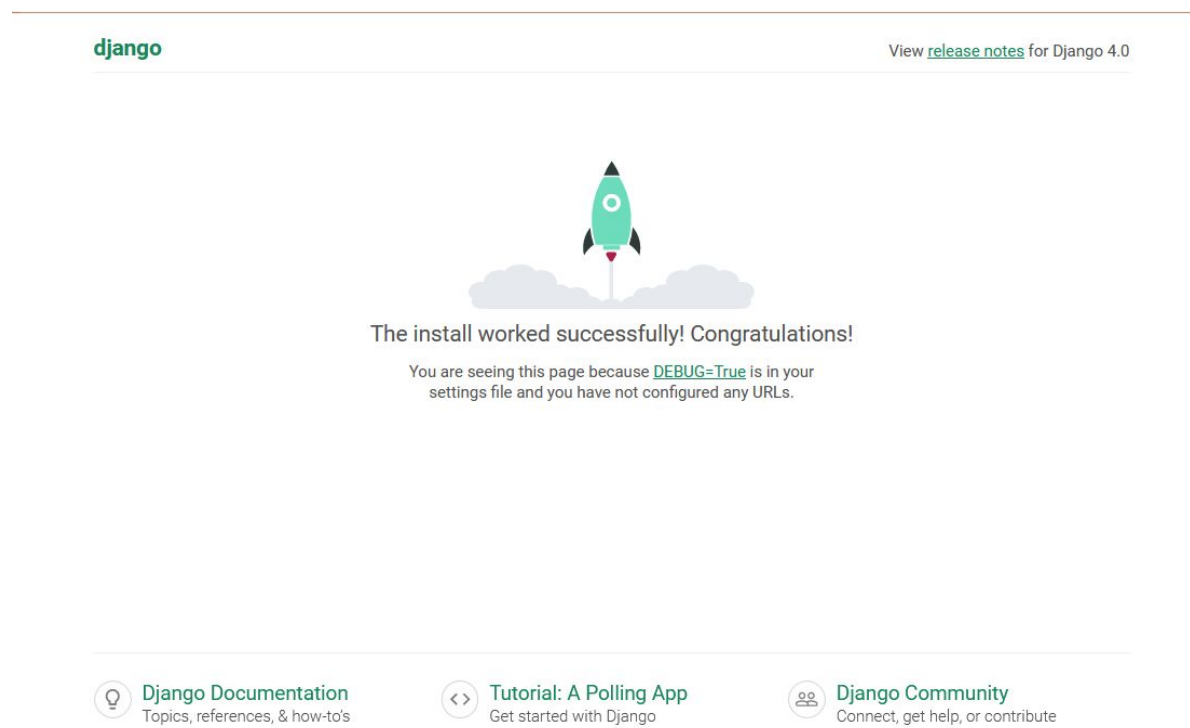 django
View release notes for Django 4.0
The install worked successfully! Congratulations!
You are seeing this page because DEBUG=True is in your
settings file and you have not configured any URLs.
Django Documentation
Topics, references, & how-to's
Tutorial: A Polling App
Get started with Django
Django Community
Connect, get help, or contribute